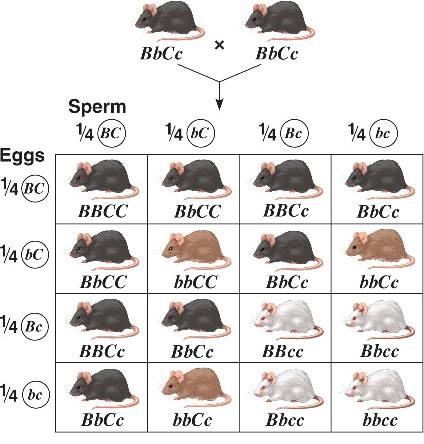 BbCc × BbCc
Sperm
1/4 BC 1/4 bC 1/4 Bc 1/4 bc
Eggs
1/4 BC
BBCC BbCC BBCc BbCc
1/4 bC
BbCC bbCC BbCc bbCc
1/4 Bc
BBCc BbCc BBcc Bbcc
1/4 bc
BbCc bbCc Bbcc bbcc